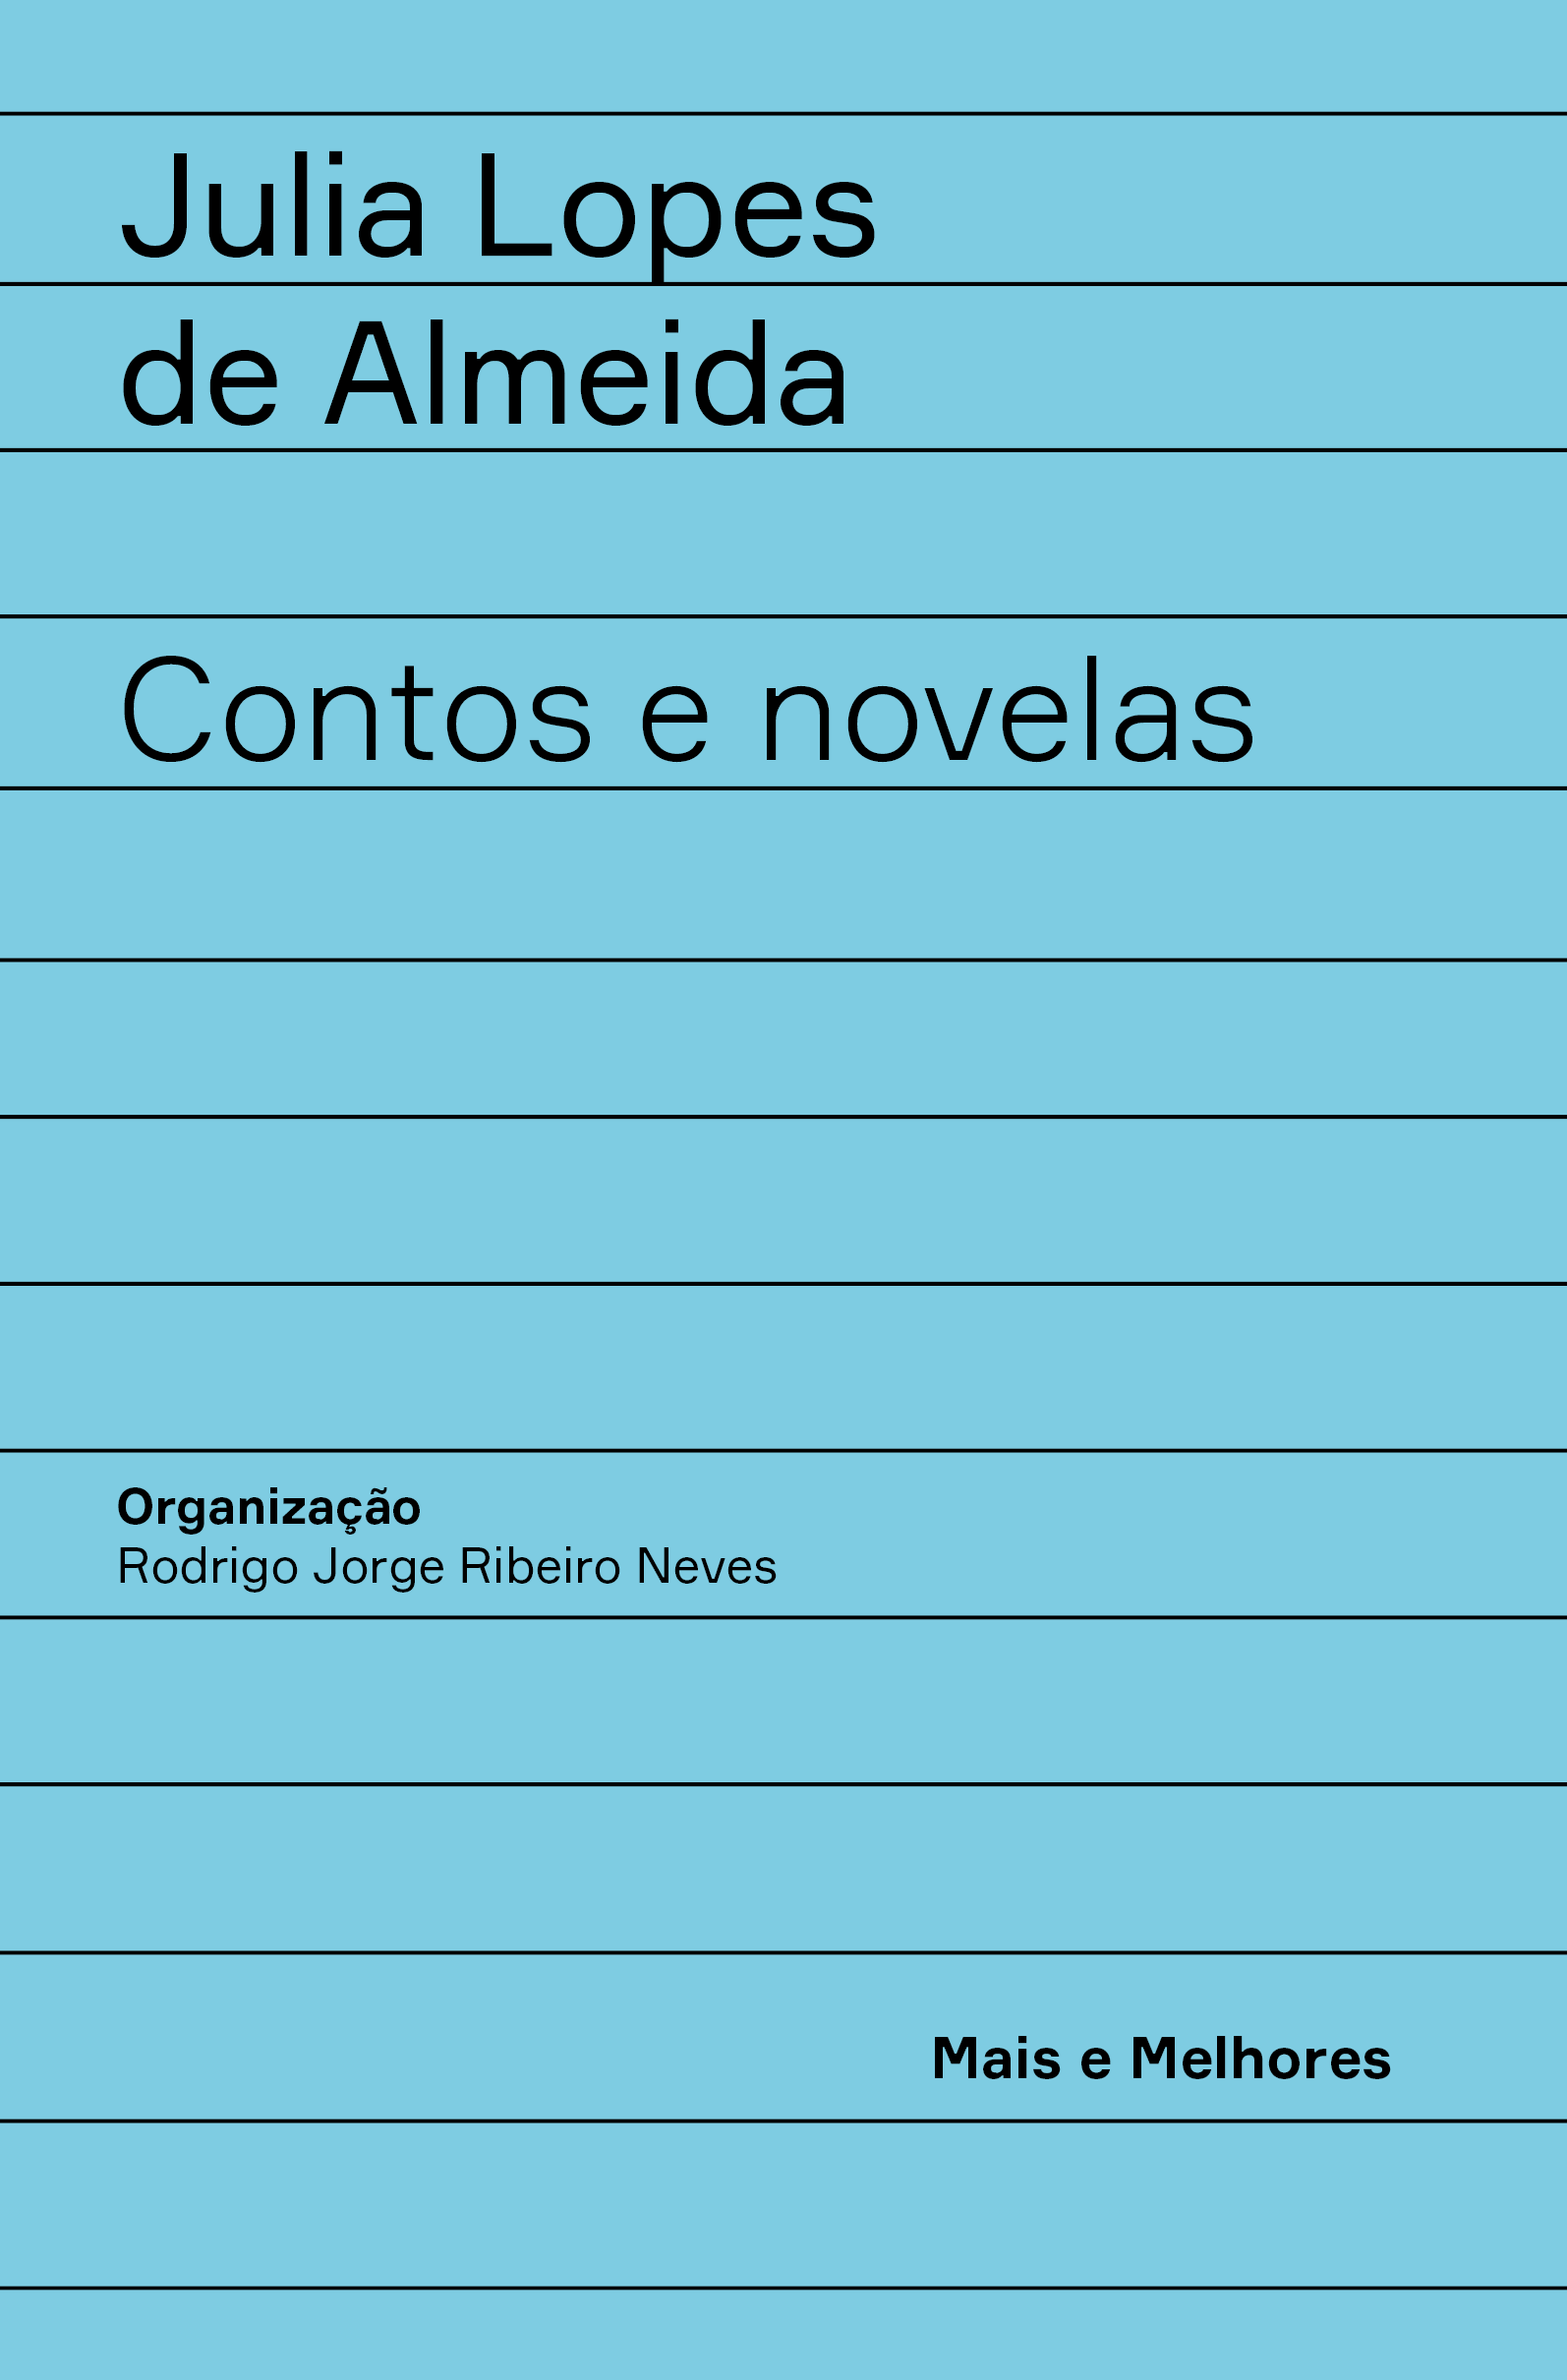 Julia Lopes
de Almeida
Contos e novelas
Organização
Rodrigo Jorge Ribeiro Neves
Mais e Melhores